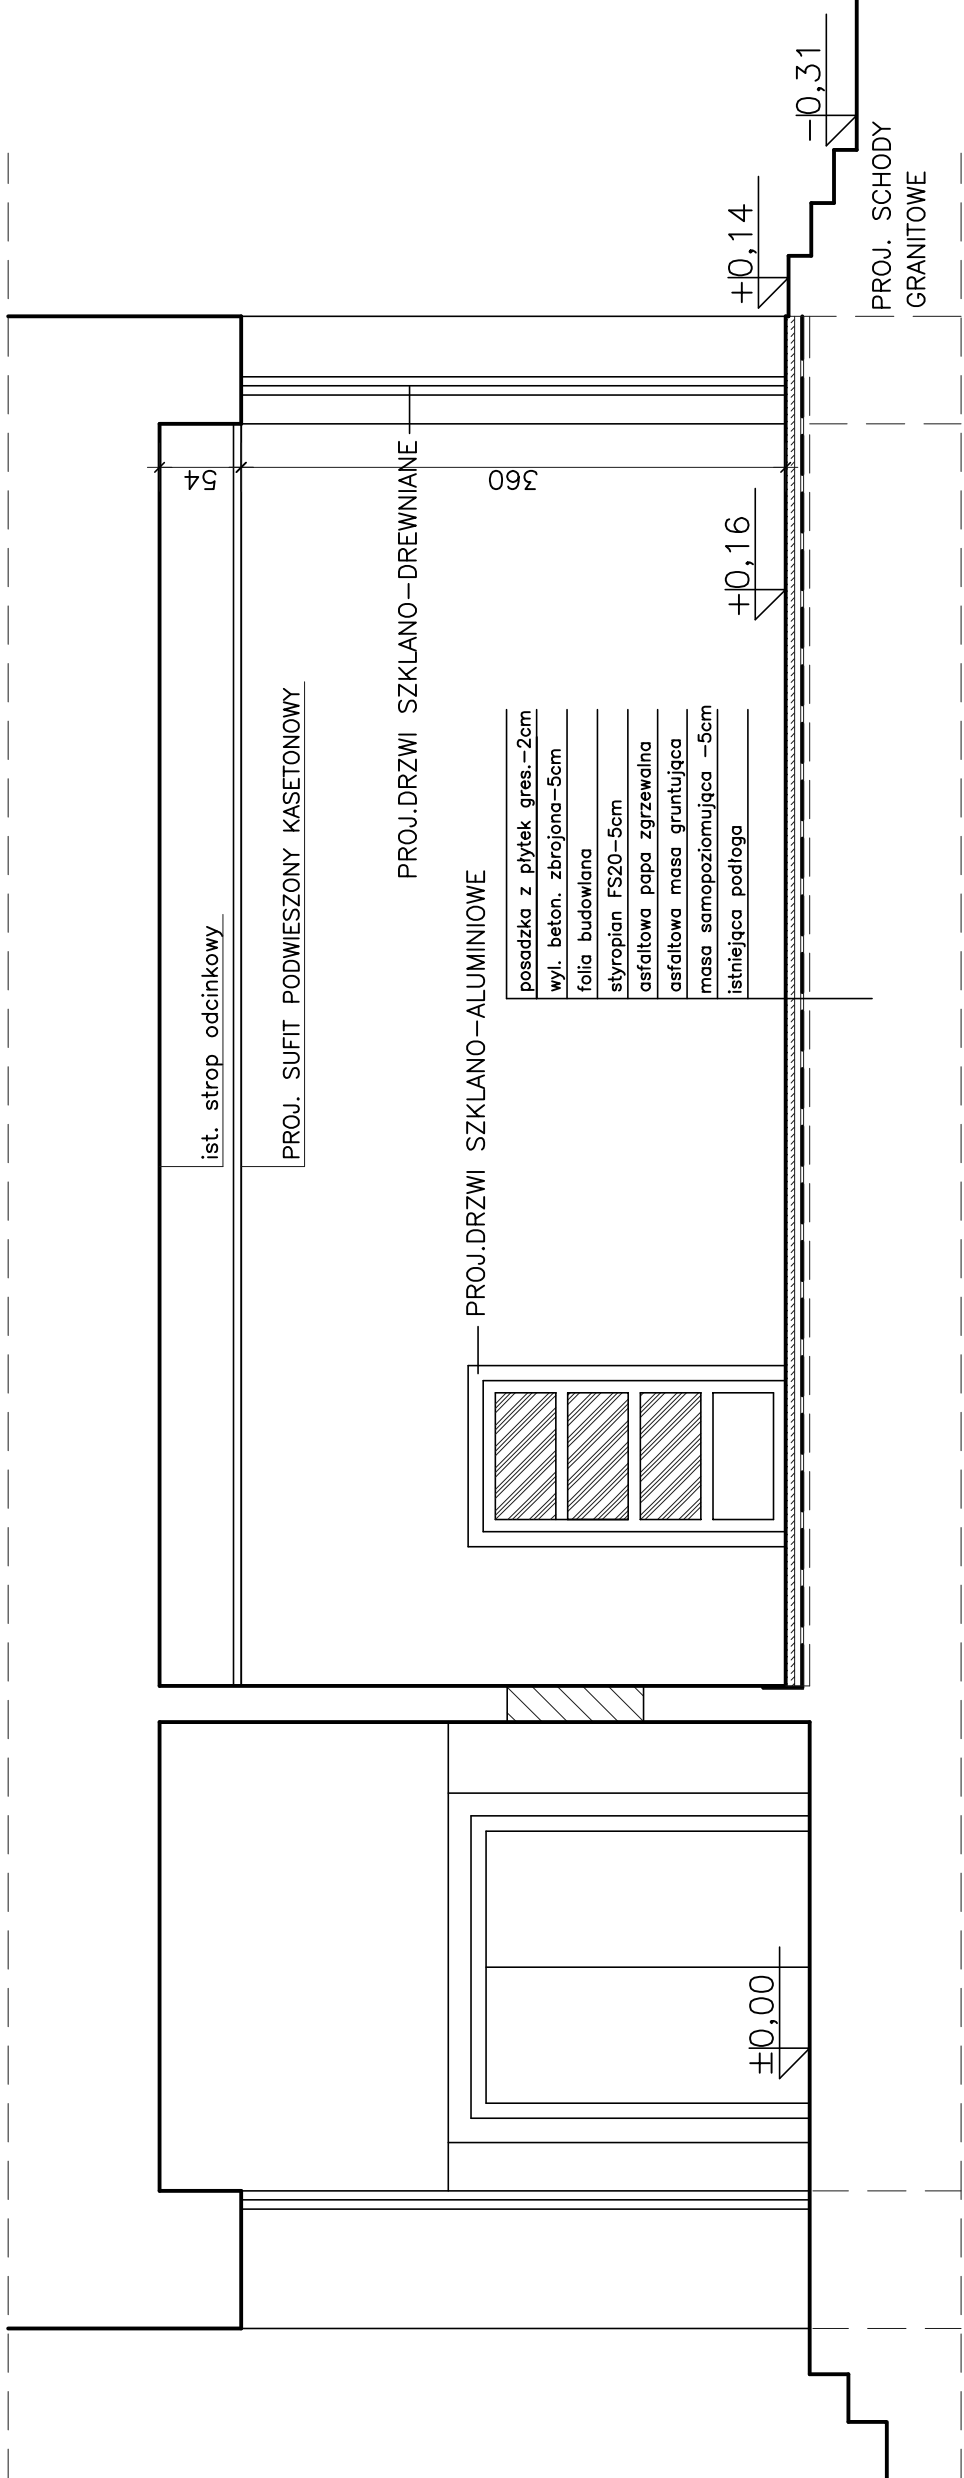 ist. strop odcinkowy
54
PROJ. SUFIT PODWIESZONY KASETONOWY
PROJ.DRZWI SZKLANO-DREWNIANE
360
PROJ.DRZWI SZKLANO-ALUMINIOWE
posadzka z płytek gres.-2cm
wyl. beton. zbrojona-5cm
folia budowlana
styropian FS20-5cm
asfaltowa papa zgrzewalna
asfaltowa masa gruntująca
masa samopoziomująca -5cm
istniejąca podłoga
±0,00
+0,16
+0,14
-0,31
PROJ. SCHODY
GRANITOWE